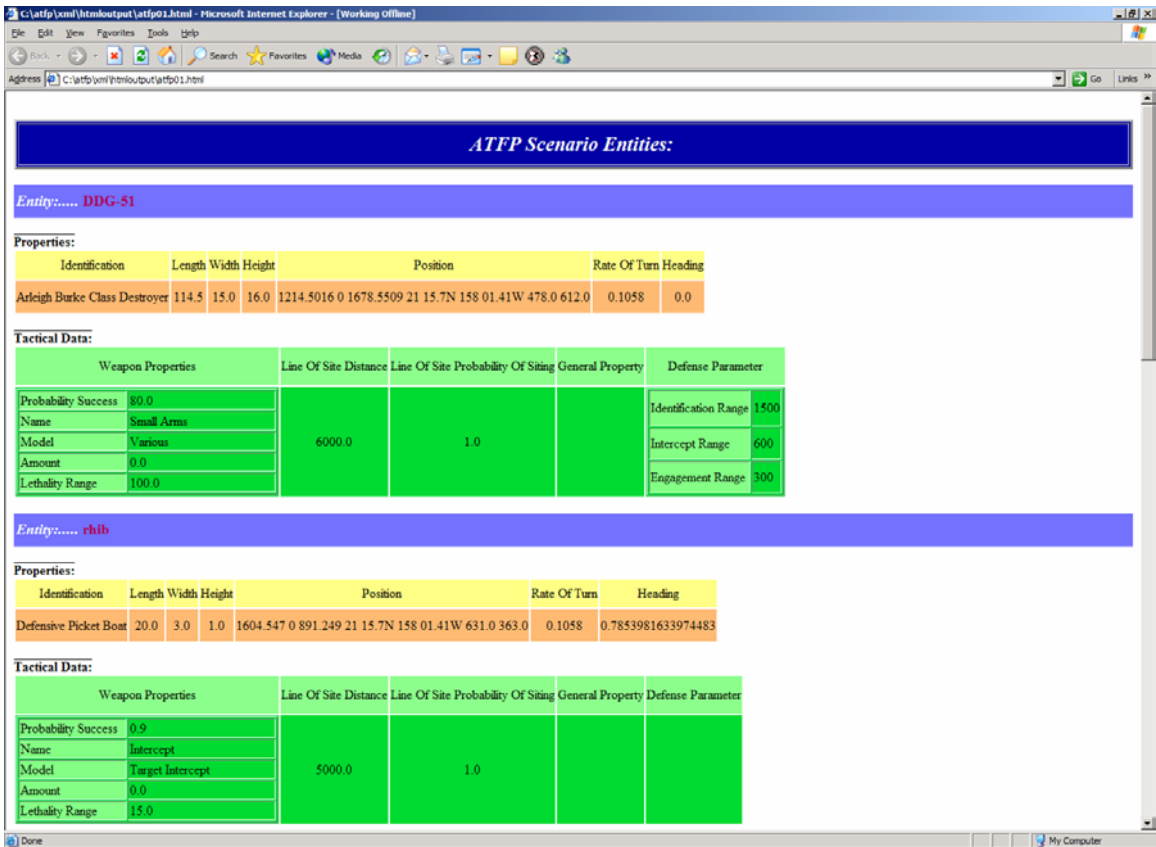 C:\atfp\xml\htmloutput\atfp01.html - Microsoft Internet Explorer - [Working Offline]
File Edit View Favorites Tools Help
Back Search Favorites Media
Address C:\atfp\xml\htmloutput\atfp01.html Go Links »
ATFP Scenario Entities:
Entity:..... DDG-51
Properties:
Identification Length Width Height Position Rate Of Turn Heading
Arleigh Burke Class Destroyer 114.5 15.0 16.0 1214.5016 0 1678.5509 21 15.7N 158 01.41W 478.0 612.0 0.1058 0.0
Tactical Data:
Weapon Properties Line Of Site Distance Line Of Site Probability Of Siting General Property Defense Parameter
Probability Success 80.0
Name Small Arms
Model Various
Amount 0.0
Lethality Range 100.0
6000.0 1.0
Identification Range 1500
Intercept Range 600
Engagement Range 300
Entity:..... rhib
Properties:
Identification Length Width Height Position Rate Of Turn Heading
Defensive Picket Boat 20.0 3.0 1.0 1604.547 0 891.249 21 15.7N 158 01.41W 631.0 363.0 0.1058 0.7853981633974483
Tactical Data:
Weapon Properties Line Of Site Distance Line Of Site Probability Of Siting General Property Defense Parameter
Probability Success 0.9
Name Intercept
Model Target Intercept
Amount 0.0
Lethality Range 15.0
5000.0 1.0
Done My Computer